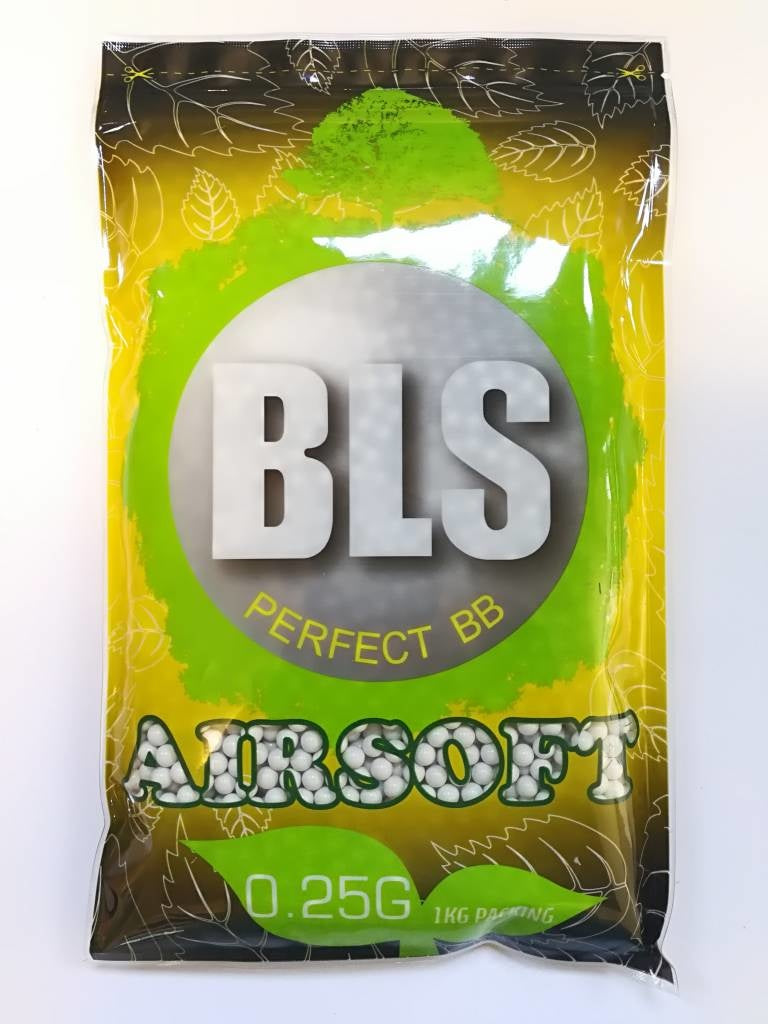 BLS
PERFECT BB
AIRSOFT
0.25G
1KG PACKING